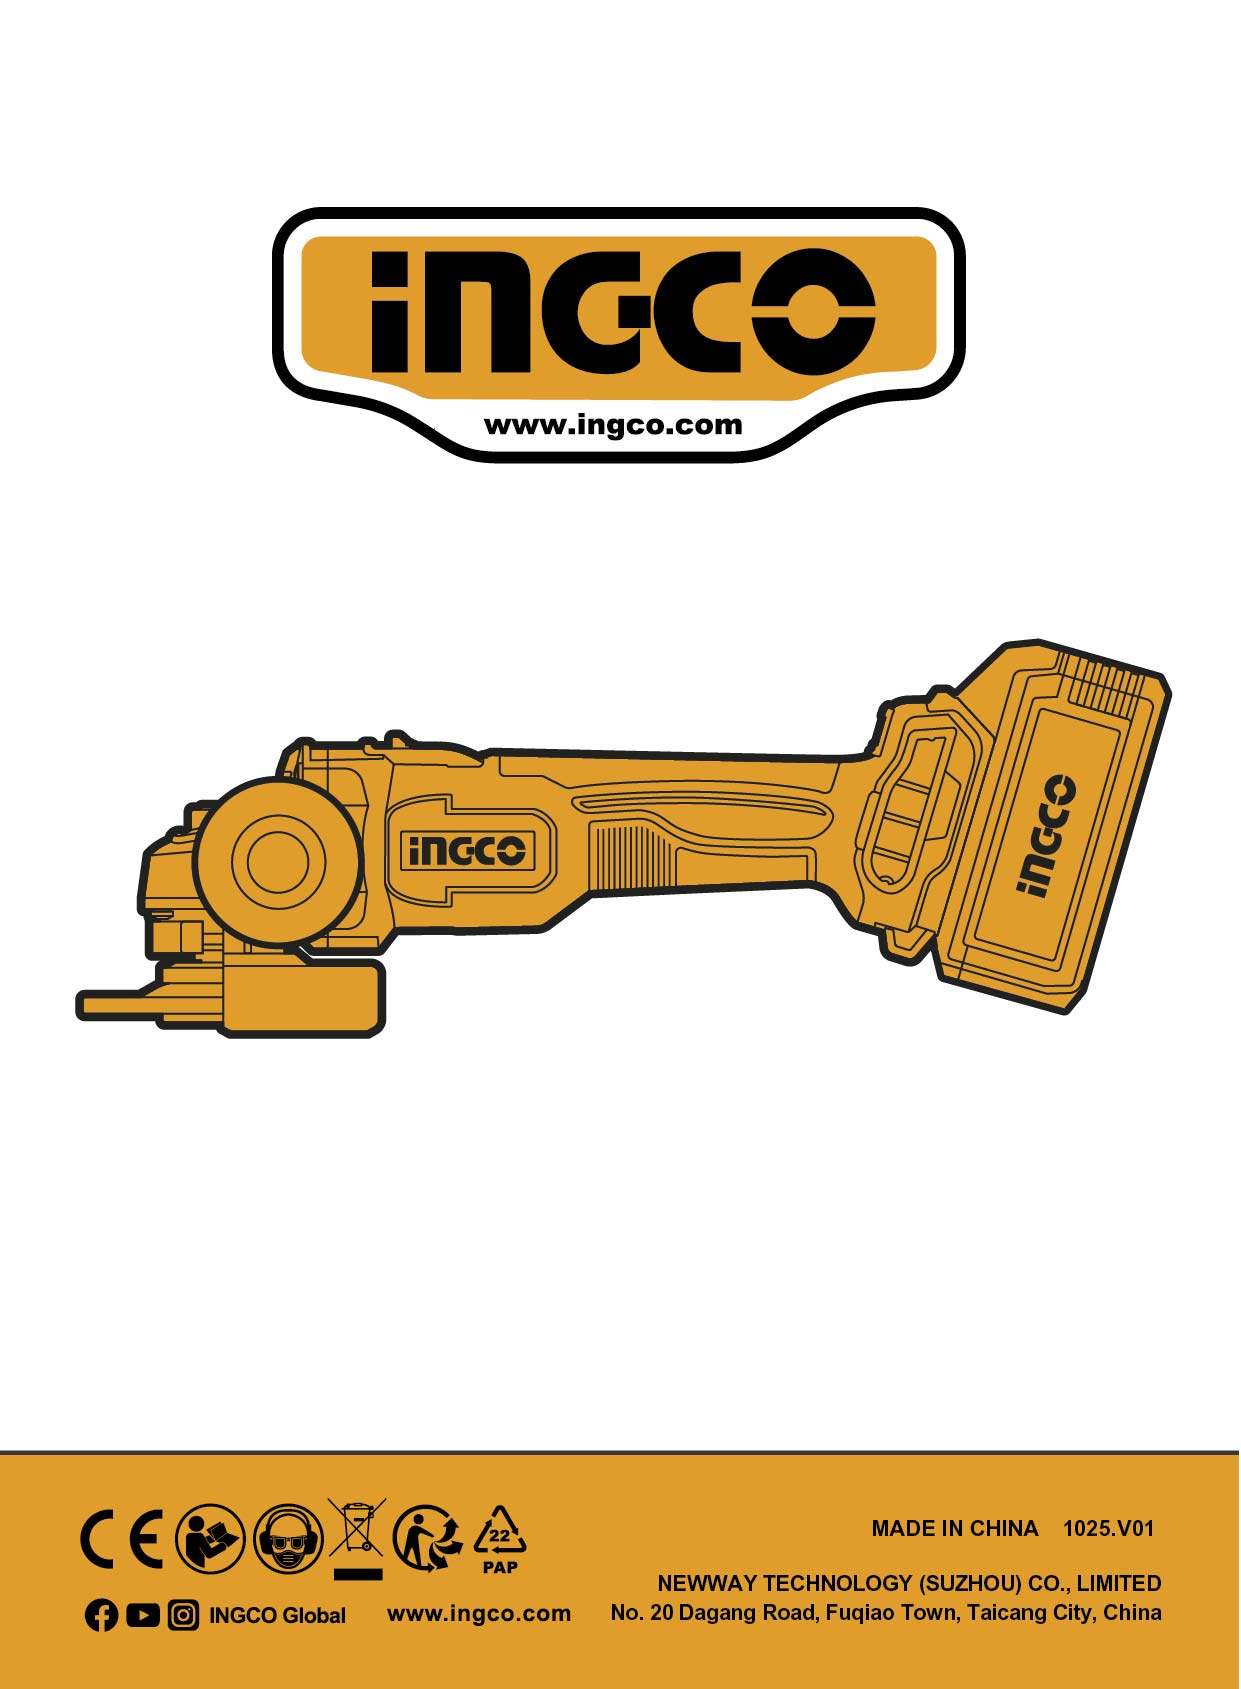 INGCO
www.ingco.com
INGCO
INGCO
22
PAP
MADE IN CHINA 1025.V01
NEWWAY TECHNOLOGY (SUZHOU) CO., LIMITED
No. 20 Dagang Road, Fuqiao Town, Taicang City, China
INGCO Global
www.ingco.com